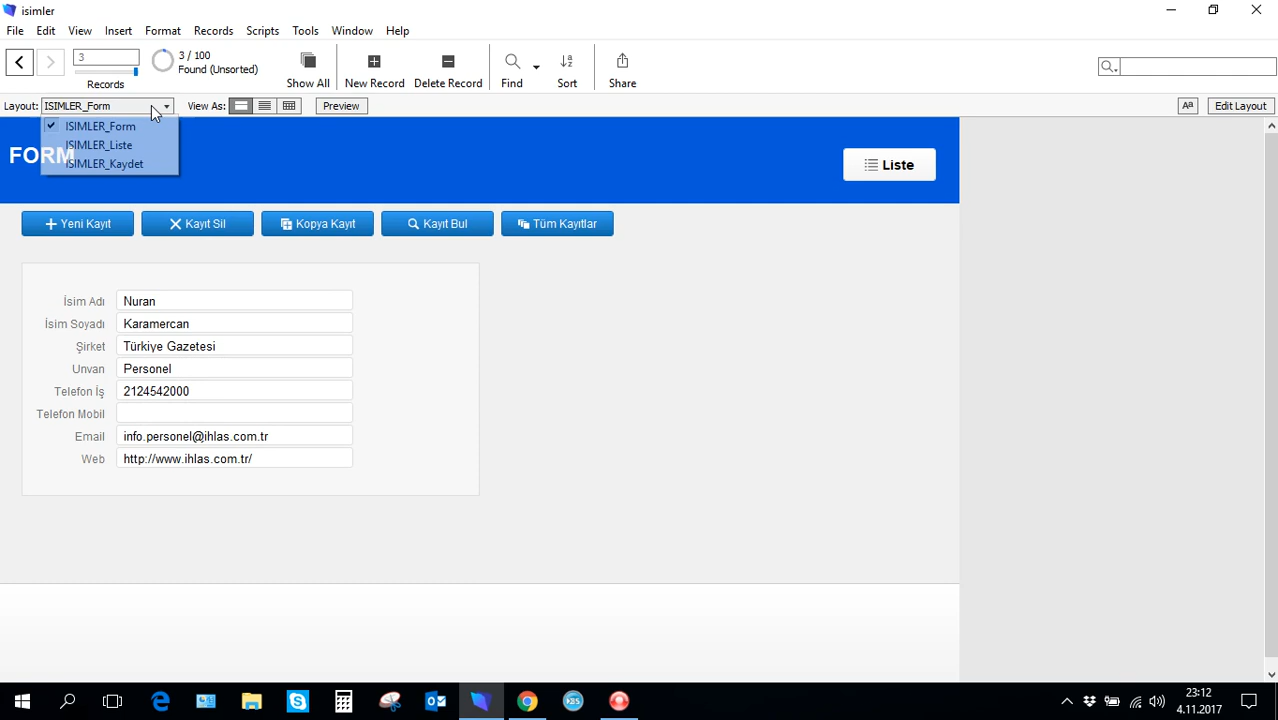 isimler
File Edit View Insert Format Records Scripts Tools Window Help
3
3 / 100
Found (Unsorted)
Records
Show All
New Record
Delete Record
Find
Sort
Share
Layout: ISIMLER_Form View As: Preview Aa Edit Layout
ISIMLER_Form
ISIMLER_Liste
ISIMLER_Kaydet
FORM
Liste
Yeni Kayıt
Kayıt Sil
Kopya Kayıt
Kayıt Bul
Tüm Kayıtlar
İsim Adı Nuran
İsim Soyadı Karamercan
Şirket Türkiye Gazetesi
Unvan Personel
Telefon İş 2124542000
Telefon Mobil
Email info.personel@ihlas.com.tr
Web http://www.ihlas.com.tr/
23:12
4.11.2017